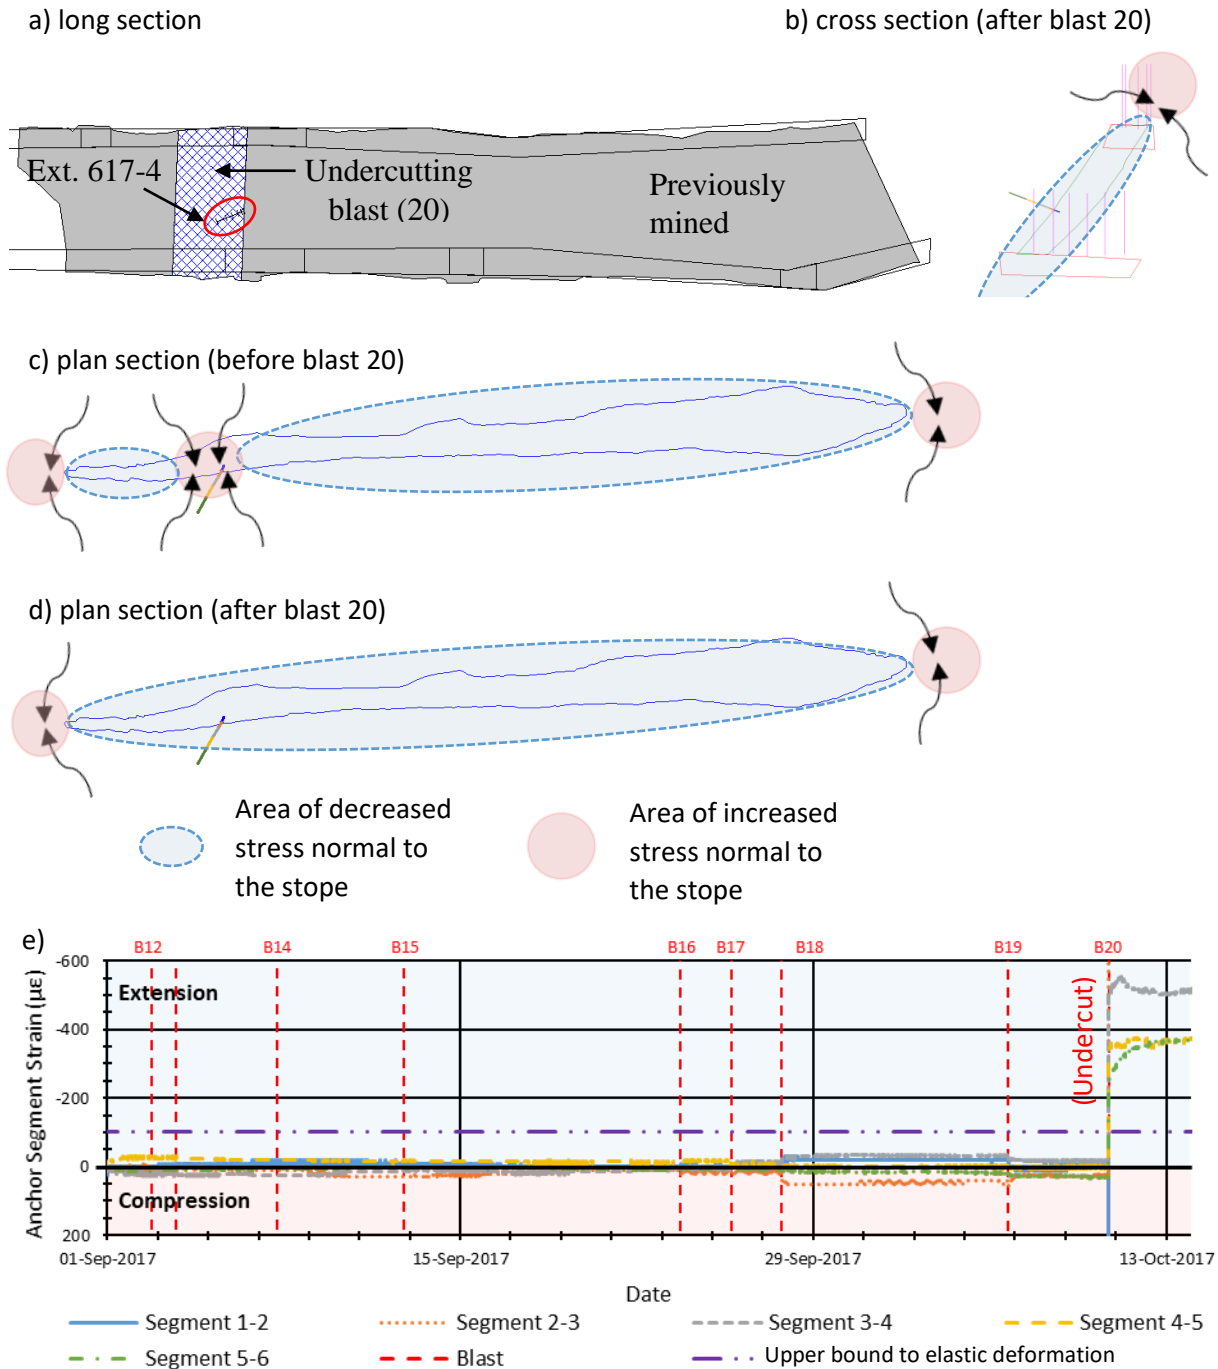 a) long section
b) cross section (after blast 20)
Ext. 617-4
Undercutting
blast (20)
Previously
mined
c) plan section (before blast 20)
d) plan section (after blast 20)
Area of decreased
stress normal to
the stope
Area of increased
stress normal to
the stope
e)
B12
B14
B15
B16
B17
B18
B19
B20
Anchor Segment Strain (με)
-600
-400
-200
0
200
Extension
Compression
(Undercut)
01-Sep-2017
15-Sep-2017
29-Sep-2017
13-Oct-2017
Date
Segment 1-2
Segment 2-3
Segment 3-4
Segment 4-5
Segment 5-6
Blast
Upper bound to elastic deformation